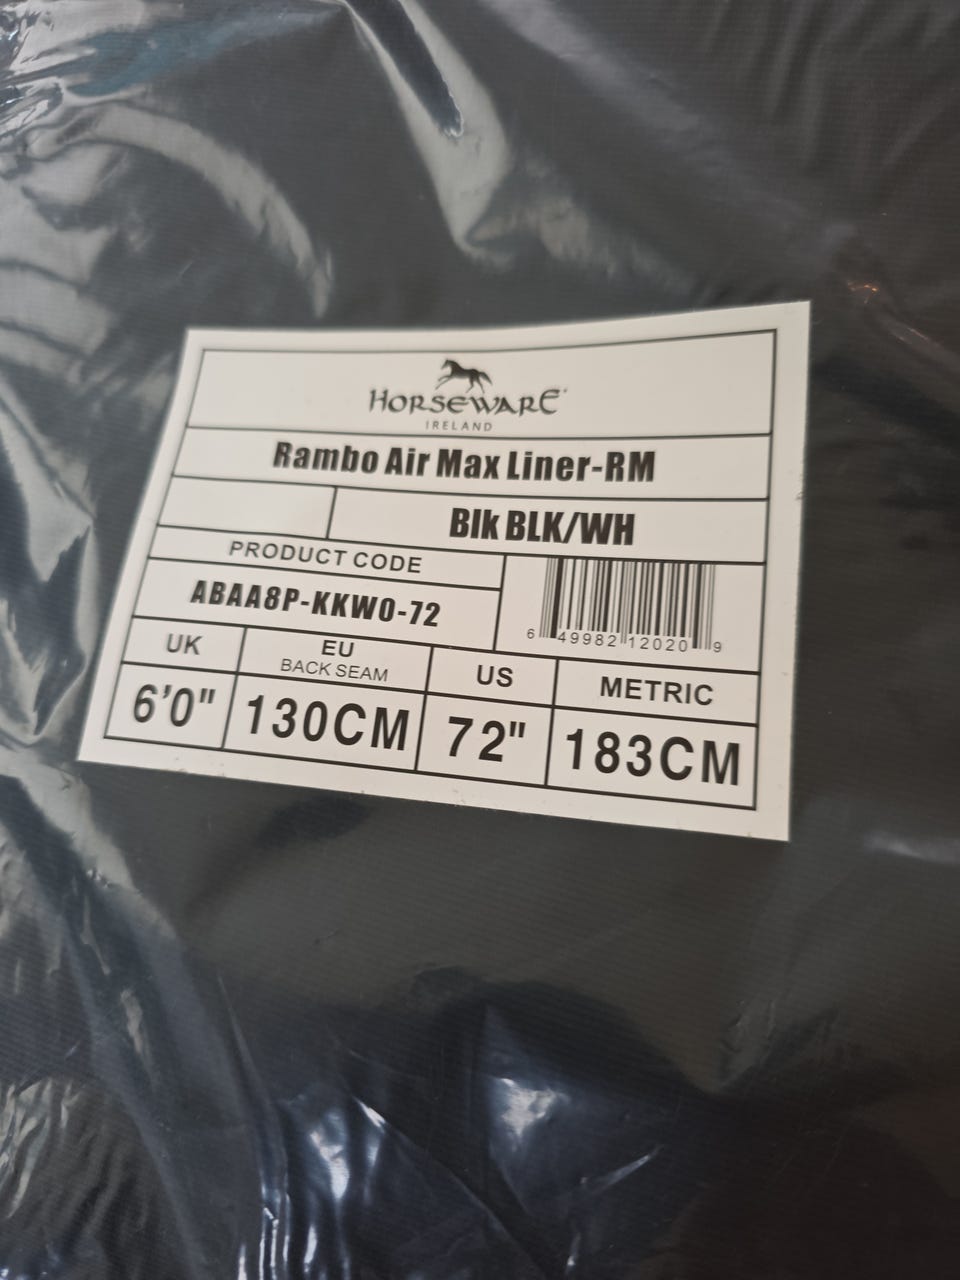 HORSEWARE
IRELAND
Rambo Air Max Liner-RM
Blk BLK/WH
PRODUCT CODE
ABAA8P-KKW0-72
6 49982 12020 9
UK
EU
BACK SEAM
US
METRIC
6'0"
130CM
72"
183CM